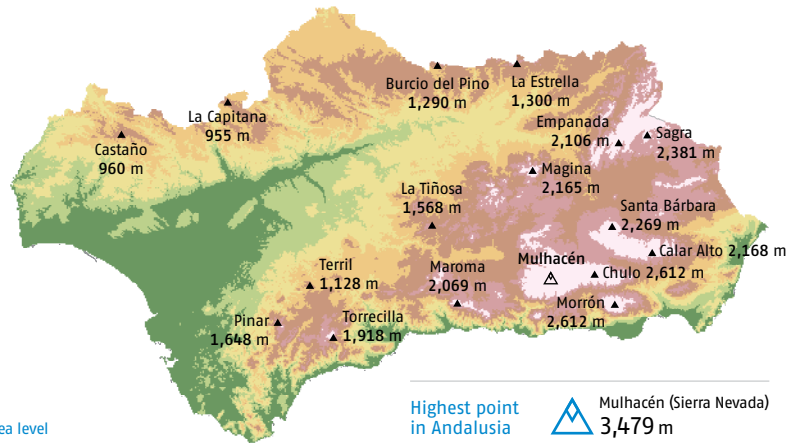 Burcio del Pino
1,290 m
La Estrella
1,300 m
La Capitana
955 m
Castaño
960 m
Empanada
2,106 m
Sagra
2,381 m
Magina
2,165 m
La Tiñosa
1,568 m
Santa Bárbara
2,269 m
Calar Alto 2,168 m
Mulhacén
Chulo 2,612 m
Terril
1,128 m
Maroma
2,069 m
Morrón
2,612 m
Pinar
1,648 m
Torrecilla
1,918 m
ea level
Highest point
in Andalusia
Mulhacén (Sierra Nevada)
3,479 m